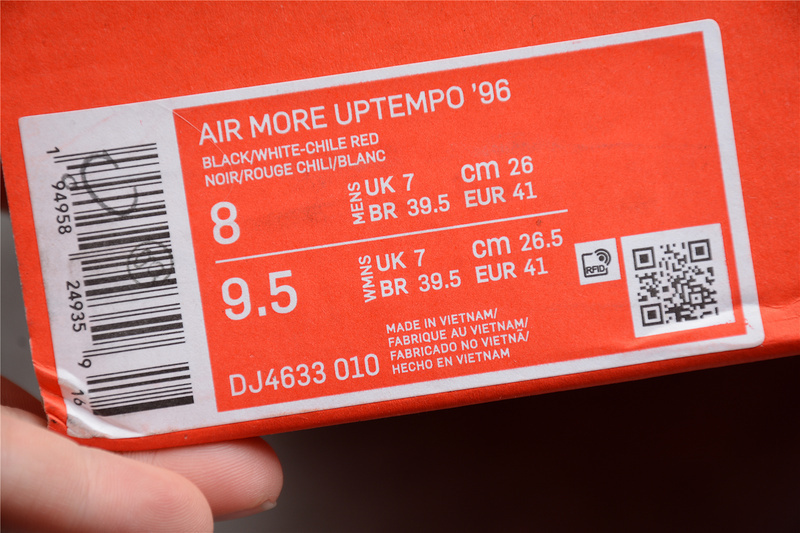 AIR MORE UPTEMPO '96
BLACK/WHITE-CHILE RED
NOIR/ROUGE CHILI/BLANC
8
MENS
UK 7 cm 26
BR 39.5 EUR 41
9.5
WMNS
UK 7 cm 26.5
BR 39.5 EUR 41
RFID
MADE IN VIETNAM/
FABRIQUE AU VIETNAM/
FABRICADO NO VIETNÃ/
HECHO EN VIETNAM
DJ4633 010
1 94958 24935 9 16